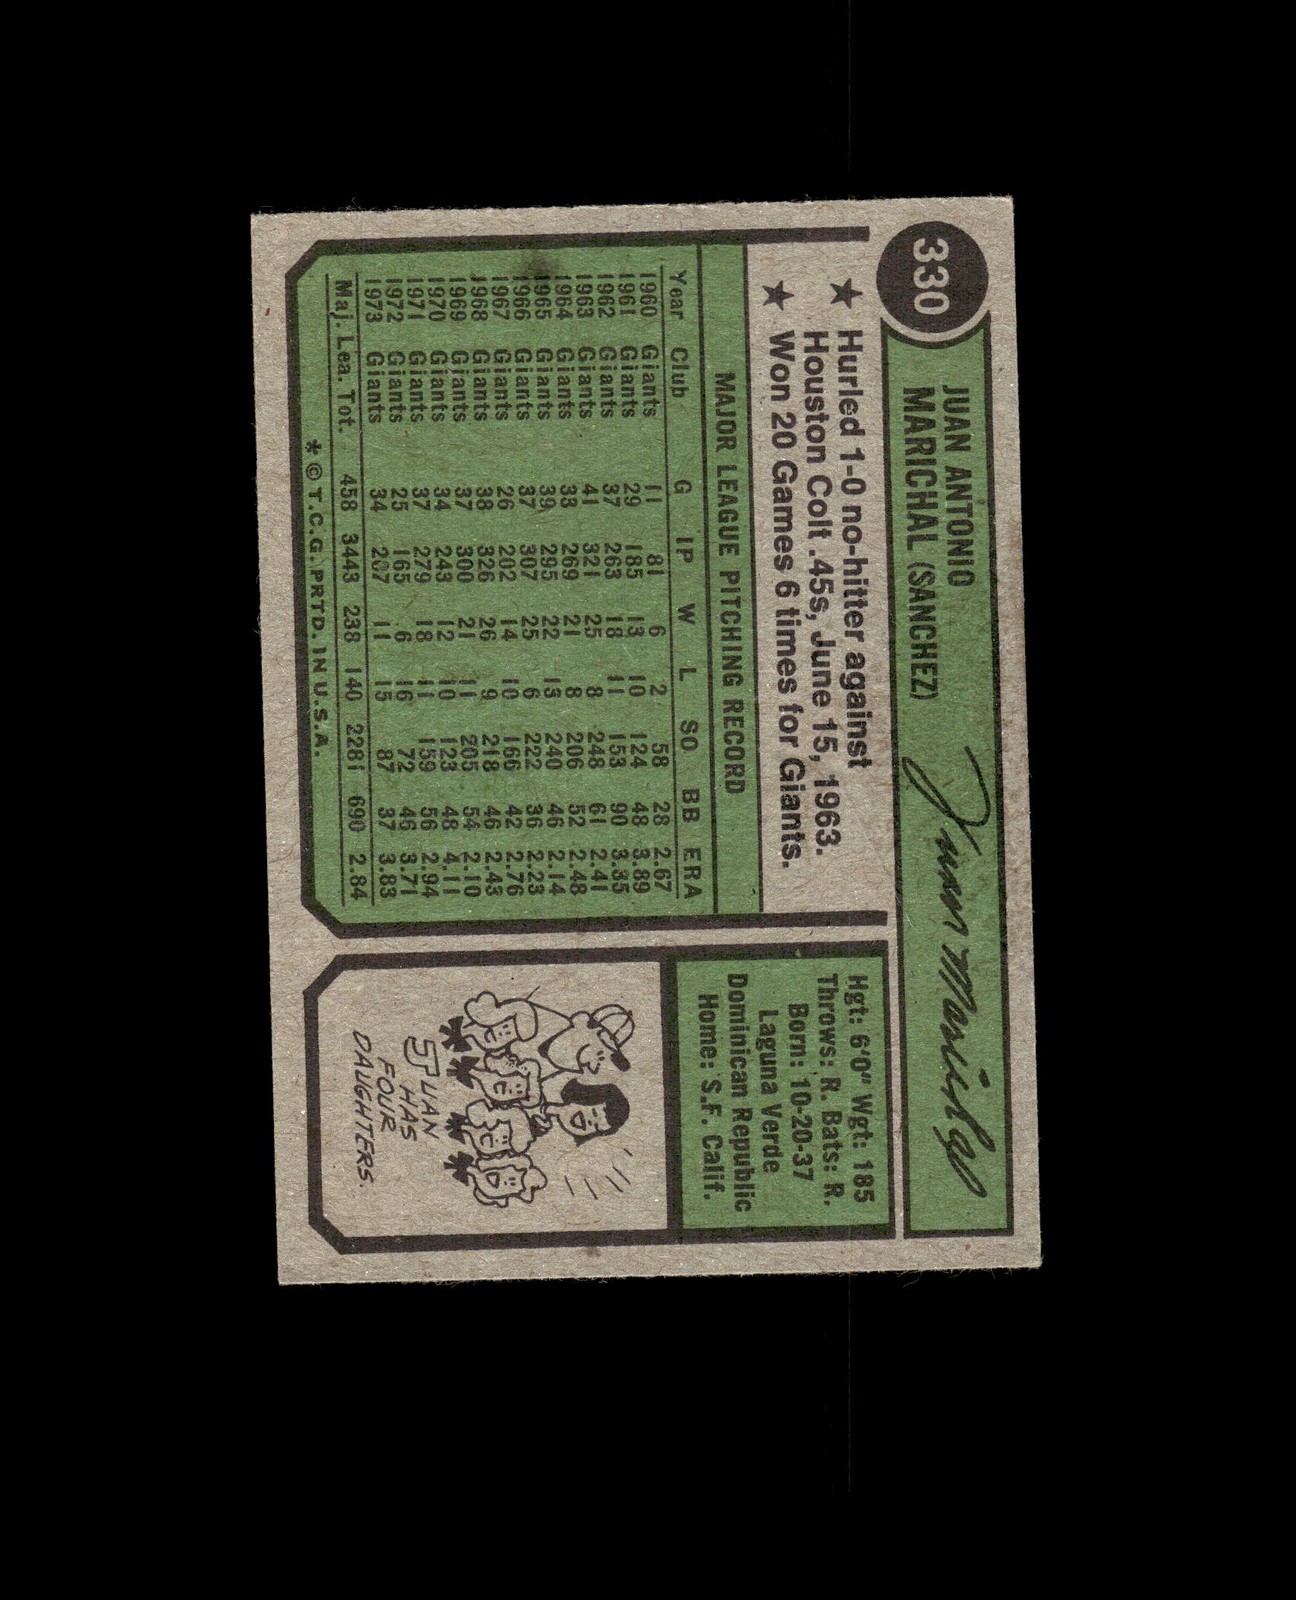 330
JUAN ANTONIO
MARICHAL (SANCHEZ)
Juan Marichal
★ Hurled 1-0 no-hitter against
Houston Colt .45s, June 15, 1963.
★ Won 20 Games 6 times for Giants.
MAJOR LEAGUE PITCHING RECORD
Year Club G IP W L SO BB ERA
1960 Giants 11 81 6 2 58 28 2.67
1961 Giants 29 185 13 10 124 48 3.89
1962 Giants 37 263 18 11 153 90 3.35
1963 Giants 41 321 25 8 248 61 2.41
1964 Giants 33 269 21 8 206 52 2.48
1965 Giants 39 295 22 13 240 46 2.14
1966 Giants 37 307 25 6 222 36 2.23
1967 Giants 26 202 14 10 166 42 2.76
1968 Giants 38 326 26 9 218 46 2.43
1969 Giants 37 300 21 11 205 54 2.10
1970 Giants 34 243 12 10 123 48 4.11
1971 Giants 37 279 18 11 159 56 2.94
1972 Giants 25 165 6 16 72 46 3.71
1973 Giants 34 207 11 15 87 37 3.83
Maj. Lea. Tot. 458 3443 238 140 2281 690 2.84
* © T.C.G. PRTD. IN U.S.A.
Hgt: 6'0" Wgt: 185
Throws: R. Bats: R.
Born: 10-20-37
Laguna Verde
Dominican Republic
Home: S.F. Calif.
JUAN
HAS
FOUR
DAUGHTERS.